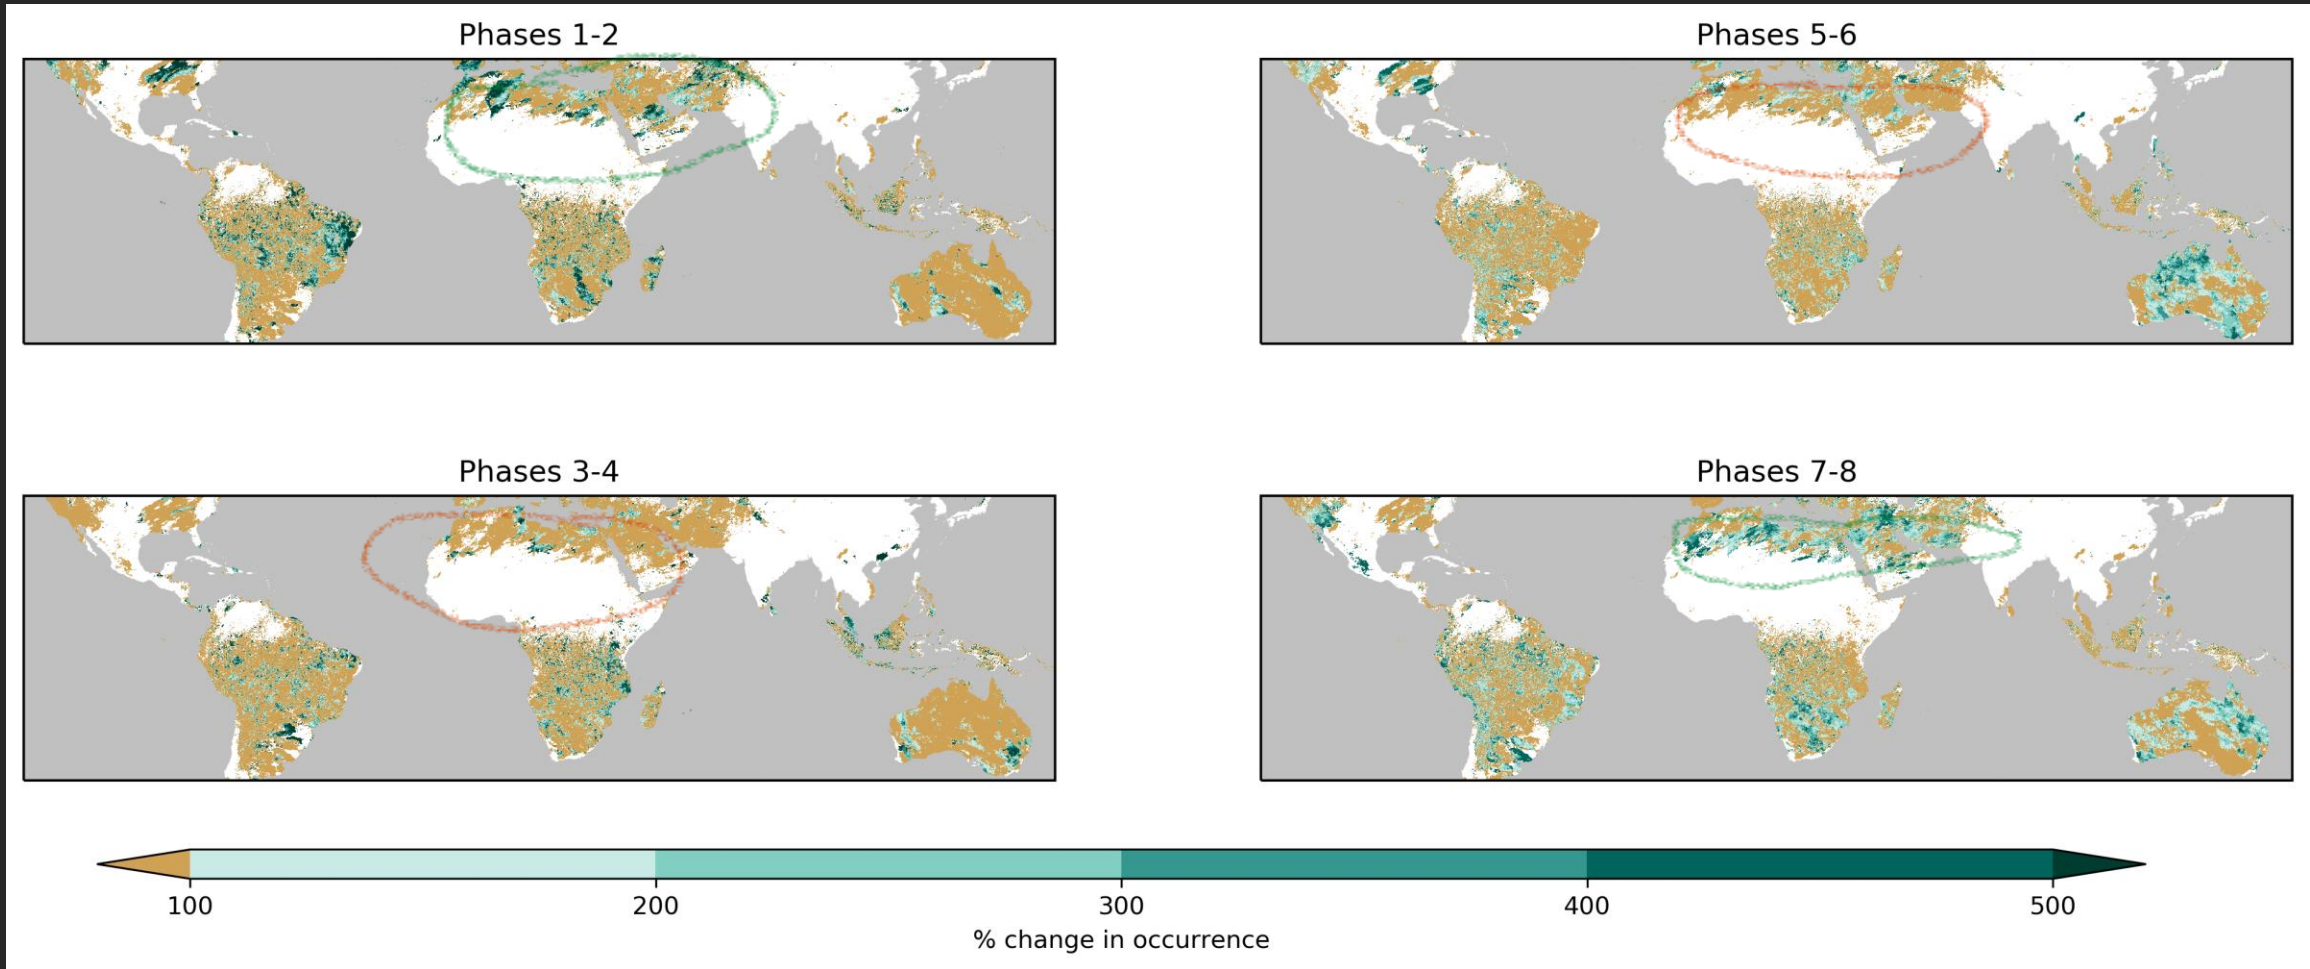 Phases 1-2
Phases 5-6
Phases 3-4
Phases 7-8
100
200
300
400
500
% change in occurrence